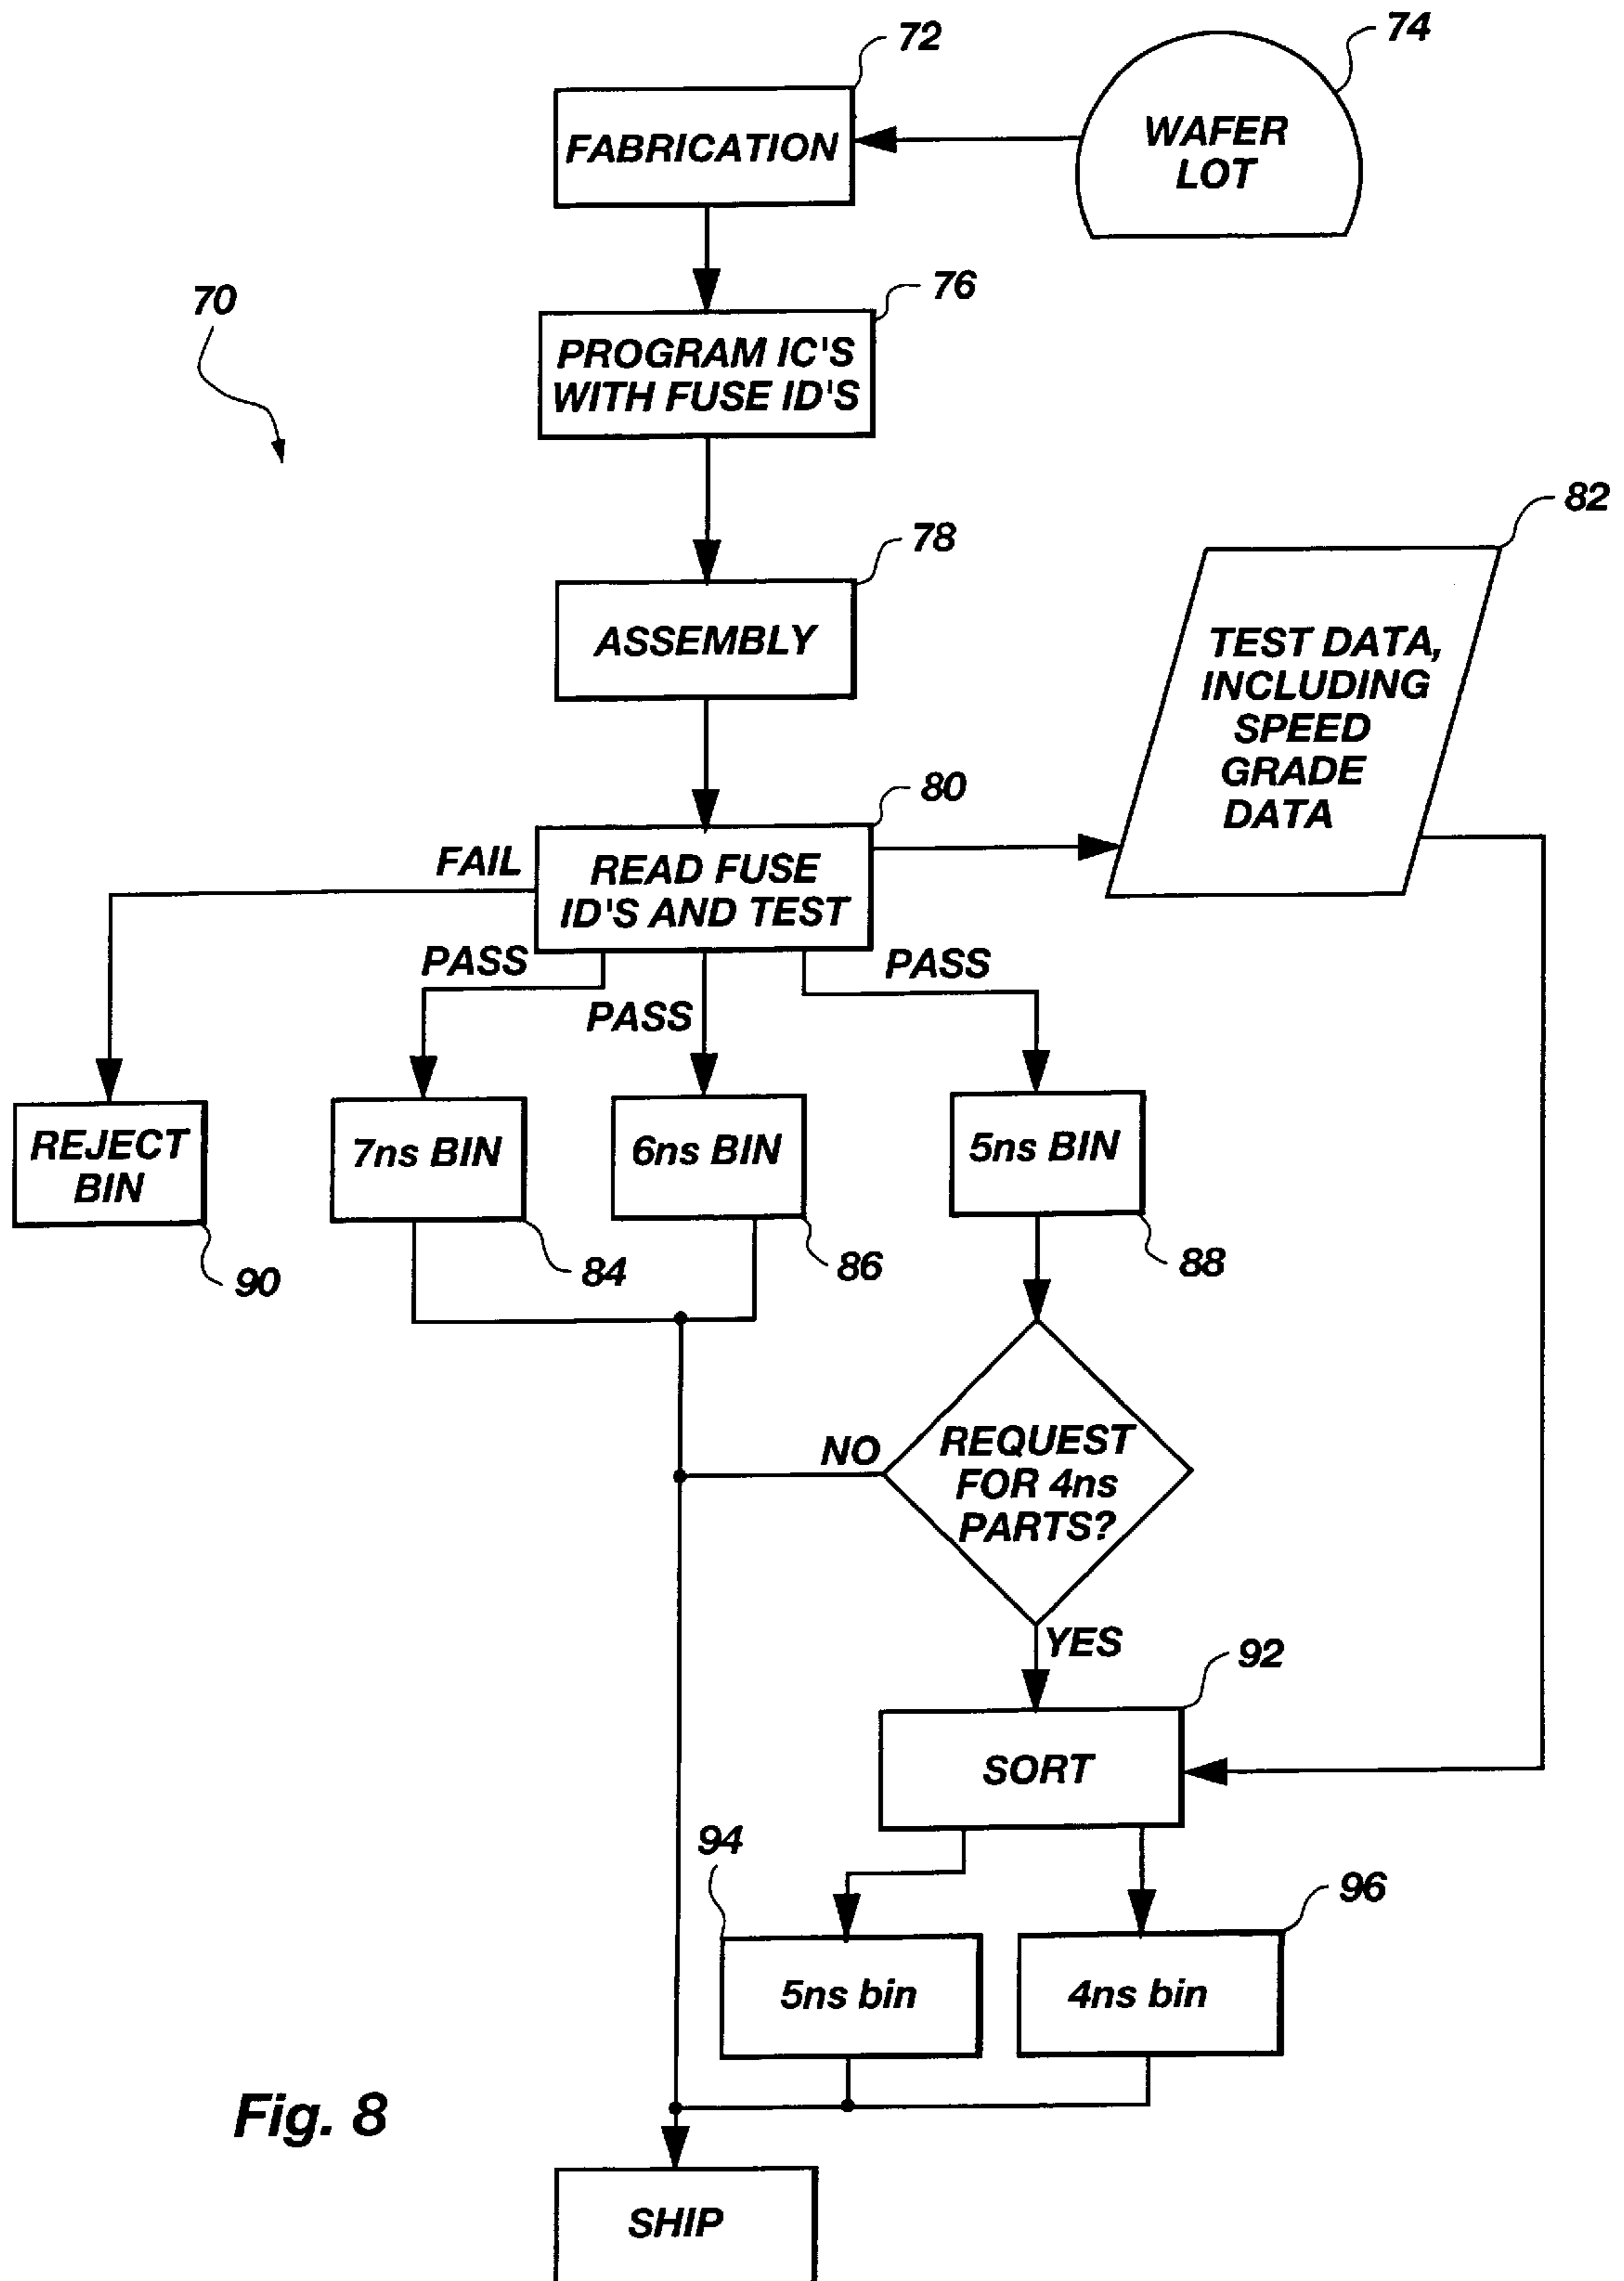 72
74
FABRICATION
WAFER
LOT
70
76
PROGRAM IC'S
WITH FUSE ID'S
78
82
ASSEMBLY
TEST DATA,
INCLUDING
SPEED
GRADE
DATA
80
FAIL
READ FUSE
ID'S AND TEST
PASS
PASS
PASS
REJECT
BIN
7ns BIN
6ns BIN
5ns BIN
90
84
86
88
NO
REQUEST
FOR 4ns
PARTS?
YES
92
SORT
94
96
5ns bin
4ns bin
Fig. 8
SHIP